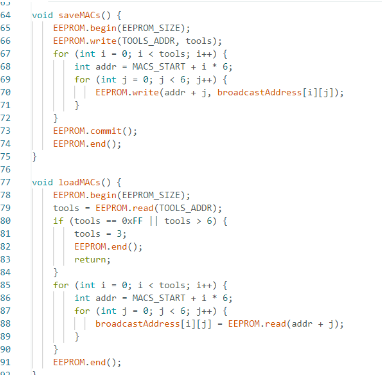 64 void saveMACs() {
65 EEPROM.begin(EEPROM_SIZE);
66 EEPROM.write(TOOLS_ADDR, tools);
67 for (int i = 0; i < tools; i++) {
68 int addr = MACS_START + i * 6;
69 for (int j = 0; j < 6; j++) {
70 EEPROM.write(addr + j, broadcastAddress[i][j]);
71 }
72 }
73 EEPROM.commit();
74 EEPROM.end();
75 }
76
77 void loadMACs() {
78 EEPROM.begin(EEPROM_SIZE);
79 tools = EEPROM.read(TOOLS_ADDR);
80 if (tools == 0xFF || tools > 6) {
81 tools = 3;
82 EEPROM.end();
83 return;
84 }
85 for (int i = 0; i < tools; i++) {
86 int addr = MACS_START + i * 6;
87 for (int j = 0; j < 6; j++) {
88 broadcastAddress[i][j] = EEPROM.read(addr + j);
89 }
90 }
91 EEPROM.end();